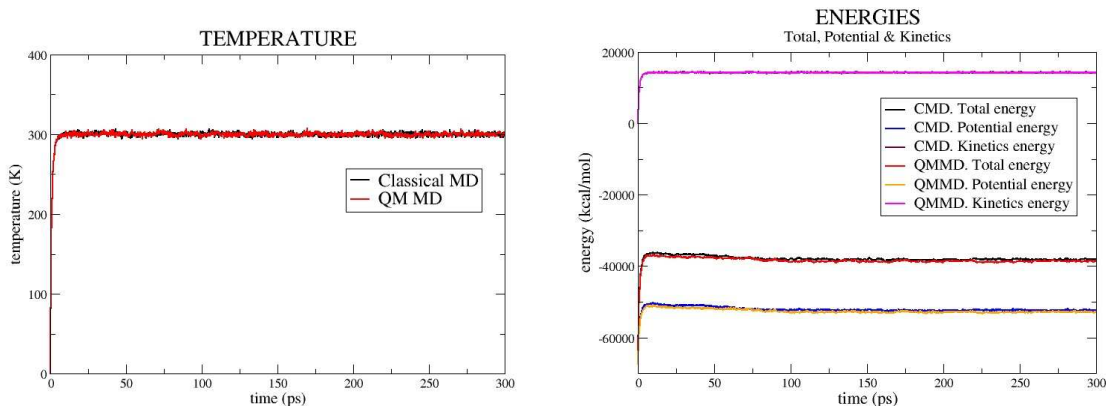 TEMPERATURE
400
300
200
100
0
temperature (K)
Classical MD
QM MD
0 50 100 150 200 250 300
time (ps)
ENERGIES
Total, Potential & Kinetics
20000
0
-20000
-40000
-60000
energy (kcal/mol)
CMD. Total energy
CMD. Potential energy
CMD. Kinetics energy
QMMD. Total energy
QMMD. Potential energy
QMMD. Kinetics energy
0 50 100 150 200 250 300
time (ps)